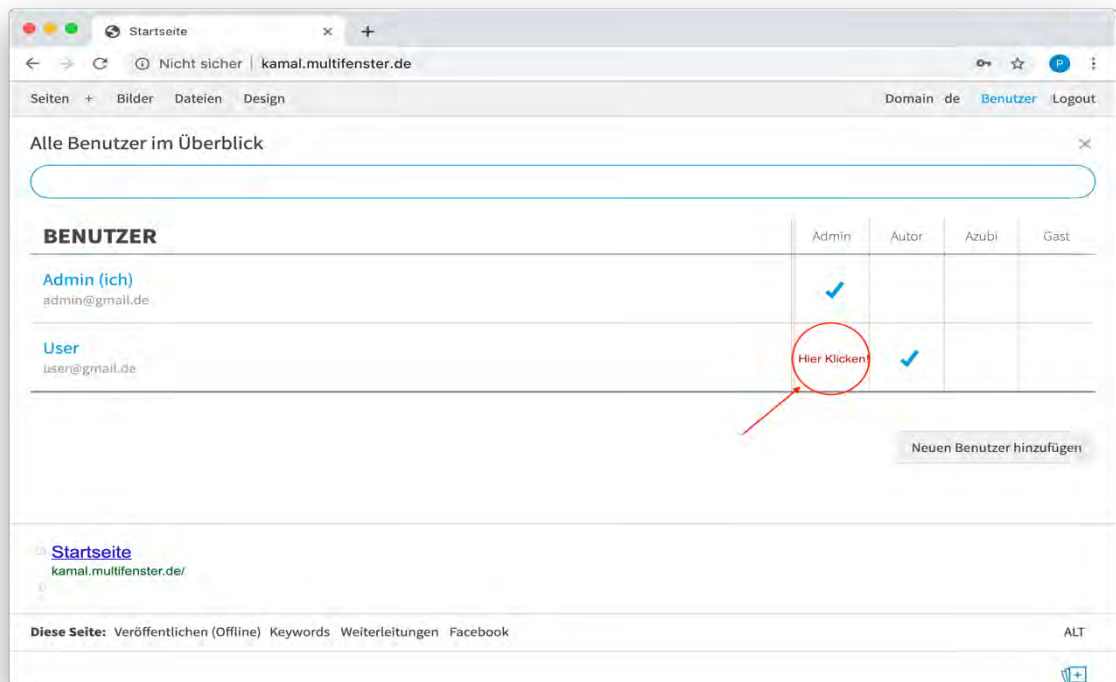 Startseite
Nicht sicher | kamal.multifenster.de
P
Seiten + Bilder Dateien Design Domain de Benutzer Logout
Alle Benutzer im Überblick
BENUTZER Admin Autor Azubi Gast
Admin (ich)
admin@gmail.de
User
user@gmail.de
Hier Klicken!
Neuen Benutzer hinzufügen
Startseite
kamal.multifenster.de/
Diese Seite: Veröffentlichen (Offline) Keywords Weiterleitungen Facebook ALT